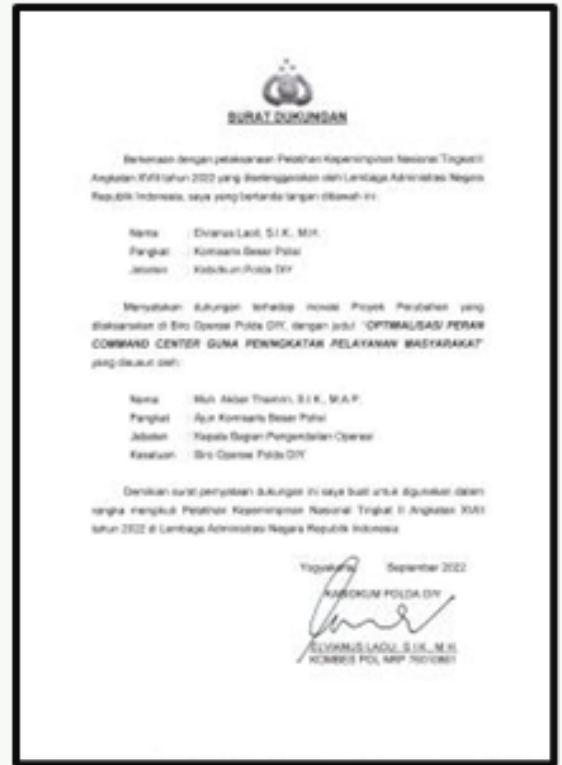 SURAT DUKUNGAN
Berkenaan dengan pelaksanaan Pelatihan Kepemimpinan Nasional Tingkat II
Angkatan XVIII tahun 2022 yang diselenggarakan oleh Lembaga Administrasi Negara
Republik Indonesia, saya yang bertanda tangan dibawah ini:
Nama : Elvianus Laoli, S.I.K., M.H.
Pangkat : Komisaris Besar Polisi
Jabatan : Kabidkum Polda DIY
Menyatakan dukungan terhadap inovasi Proyek Perubahan yang
dilaksanakan di Biro Operasi Polda DIY, dengan judul "OPTIMALISASI PERAN
COMMAND CENTER GUNA PENINGKATAN PELAYANAN MASYARAKAT"
yang disusun oleh:
Nama : Muh. Akbar Thamrin, S.I.K., M.A.P.
Pangkat : Ajun Komisaris Besar Polisi
Jabatan : Kepala Bagian Pengendalian Operasi
Kesatuan : Biro Operasi Polda DIY
Demikian surat pernyataan dukungan ini saya buat untuk digunakan dalam
rangka mengikuti Pelatihan Kepemimpinan Nasional Tingkat II Angkatan XVIII
tahun 2022 di Lembaga Administrasi Negara Republik Indonesia
Yogyakarta, September 2022
KABIDKUM POLDA DIY
ELVIANUS LAOLI, S.I.K., M.H.
KOMBES POL NRP